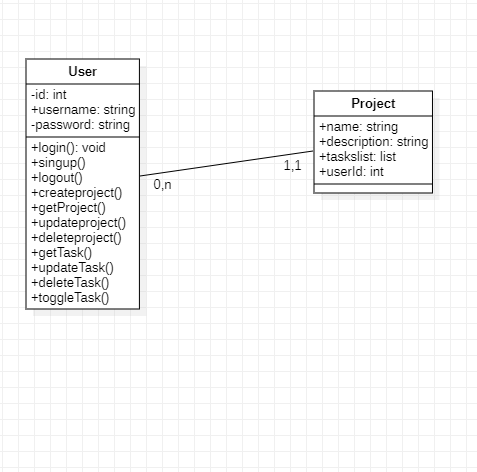 User
-id: int
+username: string
-password: string
+login(): void
+singup()
+logout()
+createproject()
+getProject()
+updateproject()
+deleteproject()
+getTask()
+updateTask()
+deleteTask()
+toggleTask()
0,n
1,1
Project
+name: string
+description: string
+taskslist: list
+userId: int